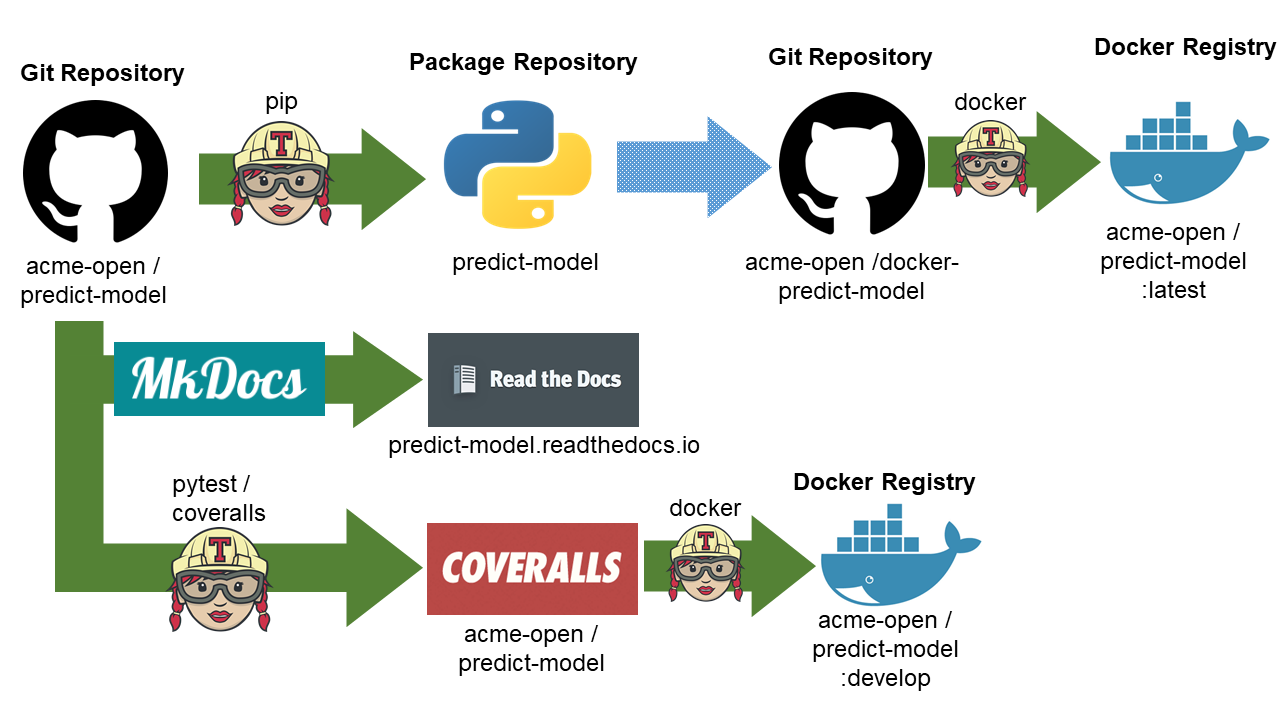 Git Repository
pip
T
acme-open /
predict-model
Package Repository
predict-model
Git Repository
acme-open /docker-
predict-model
docker
T
Docker Registry
acme-open /
predict-model
:latest
MkDocs
Read the Docs
predict-model.readthedocs.io
pytest /
coveralls
T
COVERALLS
acme-open /
predict-model
docker
T
Docker Registry
acme-open /
predict-model
:develop